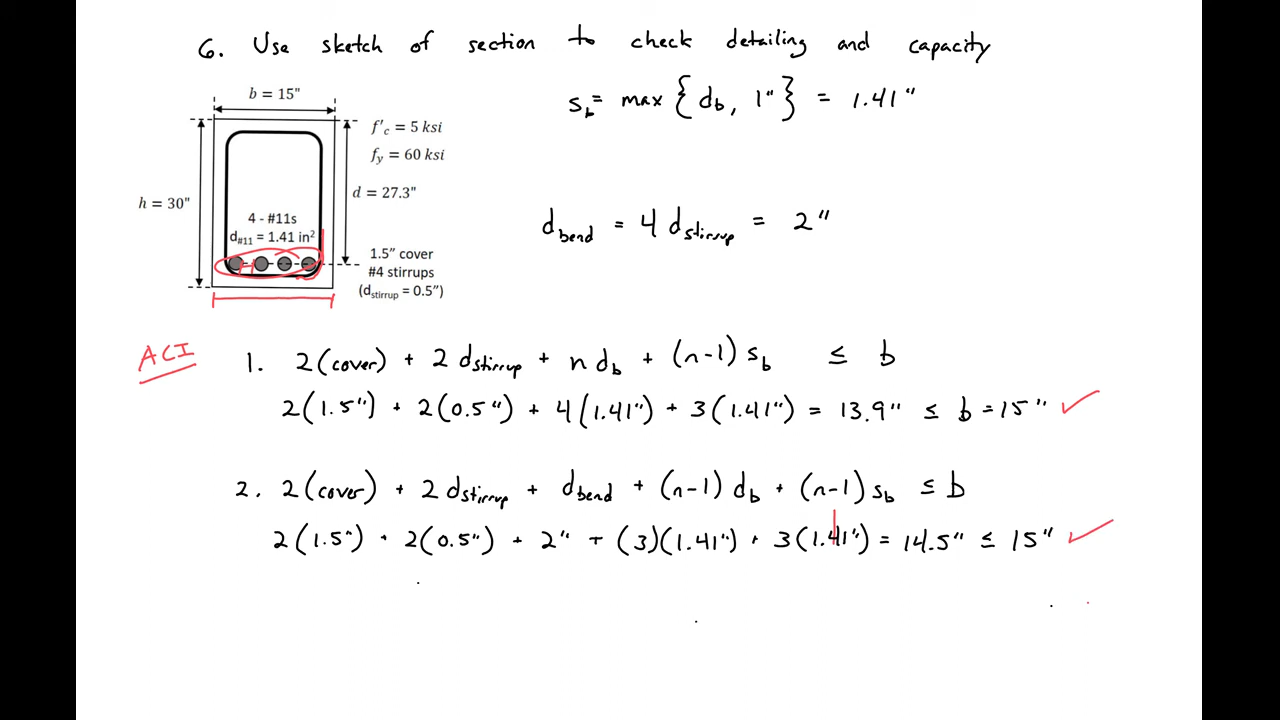 6. Use sketch of section to check detailing and capacity
b = 15"
s_b = max { d_b, 1" } = 1.41"
f'_c = 5 ksi
f_y = 60 ksi
h = 30"
d = 27.3"
4 - #11s
d_#11 = 1.41 in²
d_bend = 4 d_stirrup = 2"
1.5” cover
#4 stirrups
(d_stirrup = 0.5”)
ACI
1. 2(cover) + 2 d_stirrup + n d_b + (n-1) s_b ≤ b
2(1.5") + 2(0.5") + 4(1.41") + 3(1.41") = 13.9" ≤ b = 15" ✓
2. 2(cover) + 2 d_stirrup + d_bend + (n-1) d_b + (n-1) s_b ≤ b
2(1.5") + 2(0.5") + 2" + (3)(1.41") + 3(1.41") = 14.5" ≤ 15" ✓